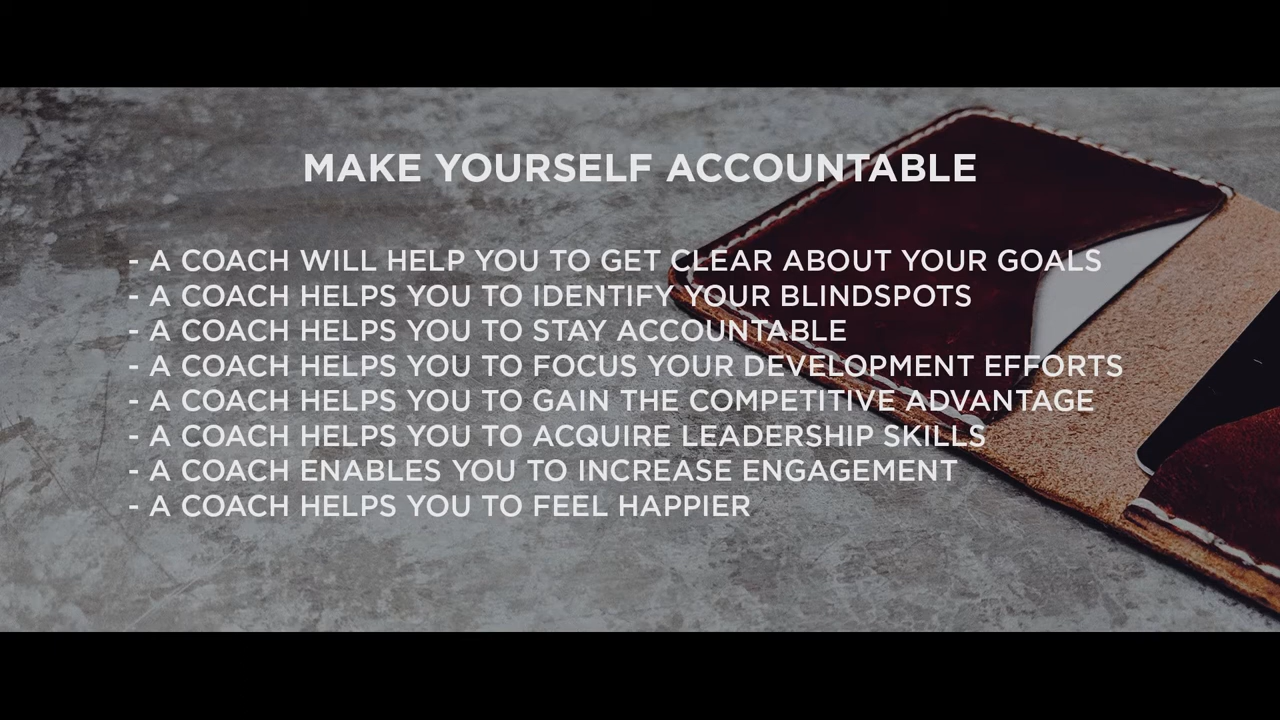 MAKE YOURSELF ACCOUNTABLE
- A COACH WILL HELP YOU TO GET CLEAR ABOUT YOUR GOALS
- A COACH HELPS YOU TO IDENTIFY YOUR BLINDSPOTS
- A COACH HELPS YOU TO STAY ACCOUNTABLE
- A COACH HELPS YOU TO FOCUS YOUR DEVELOPMENT EFFORTS
- A COACH HELPS YOU TO GAIN THE COMPETITIVE ADVANTAGE
- A COACH HELPS YOU TO ACQUIRE LEADERSHIP SKILLS
- A COACH ENABLES YOU TO INCREASE ENGAGEMENT
- A COACH HELPS YOU TO FEEL HAPPIER